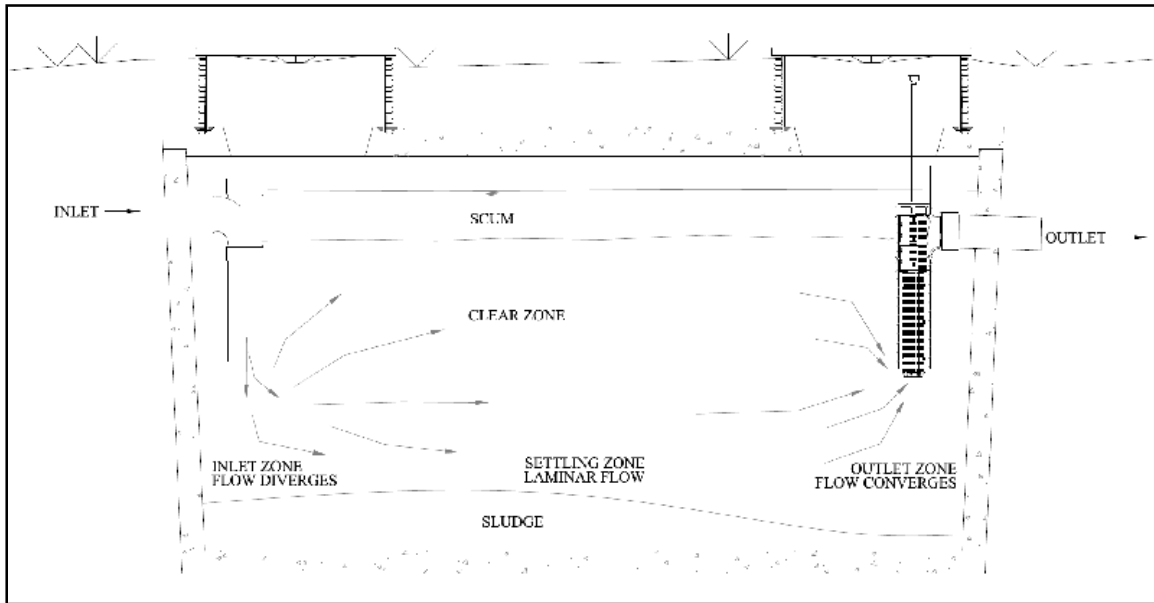 INLET
SCUM
OUTLET
CLEAR ZONE
INLET ZONE
FLOW DIVERGES
SETTLING ZONE
LAMINAR FLOW
OUTLET ZONE
FLOW CONVERGES
SLUDGE